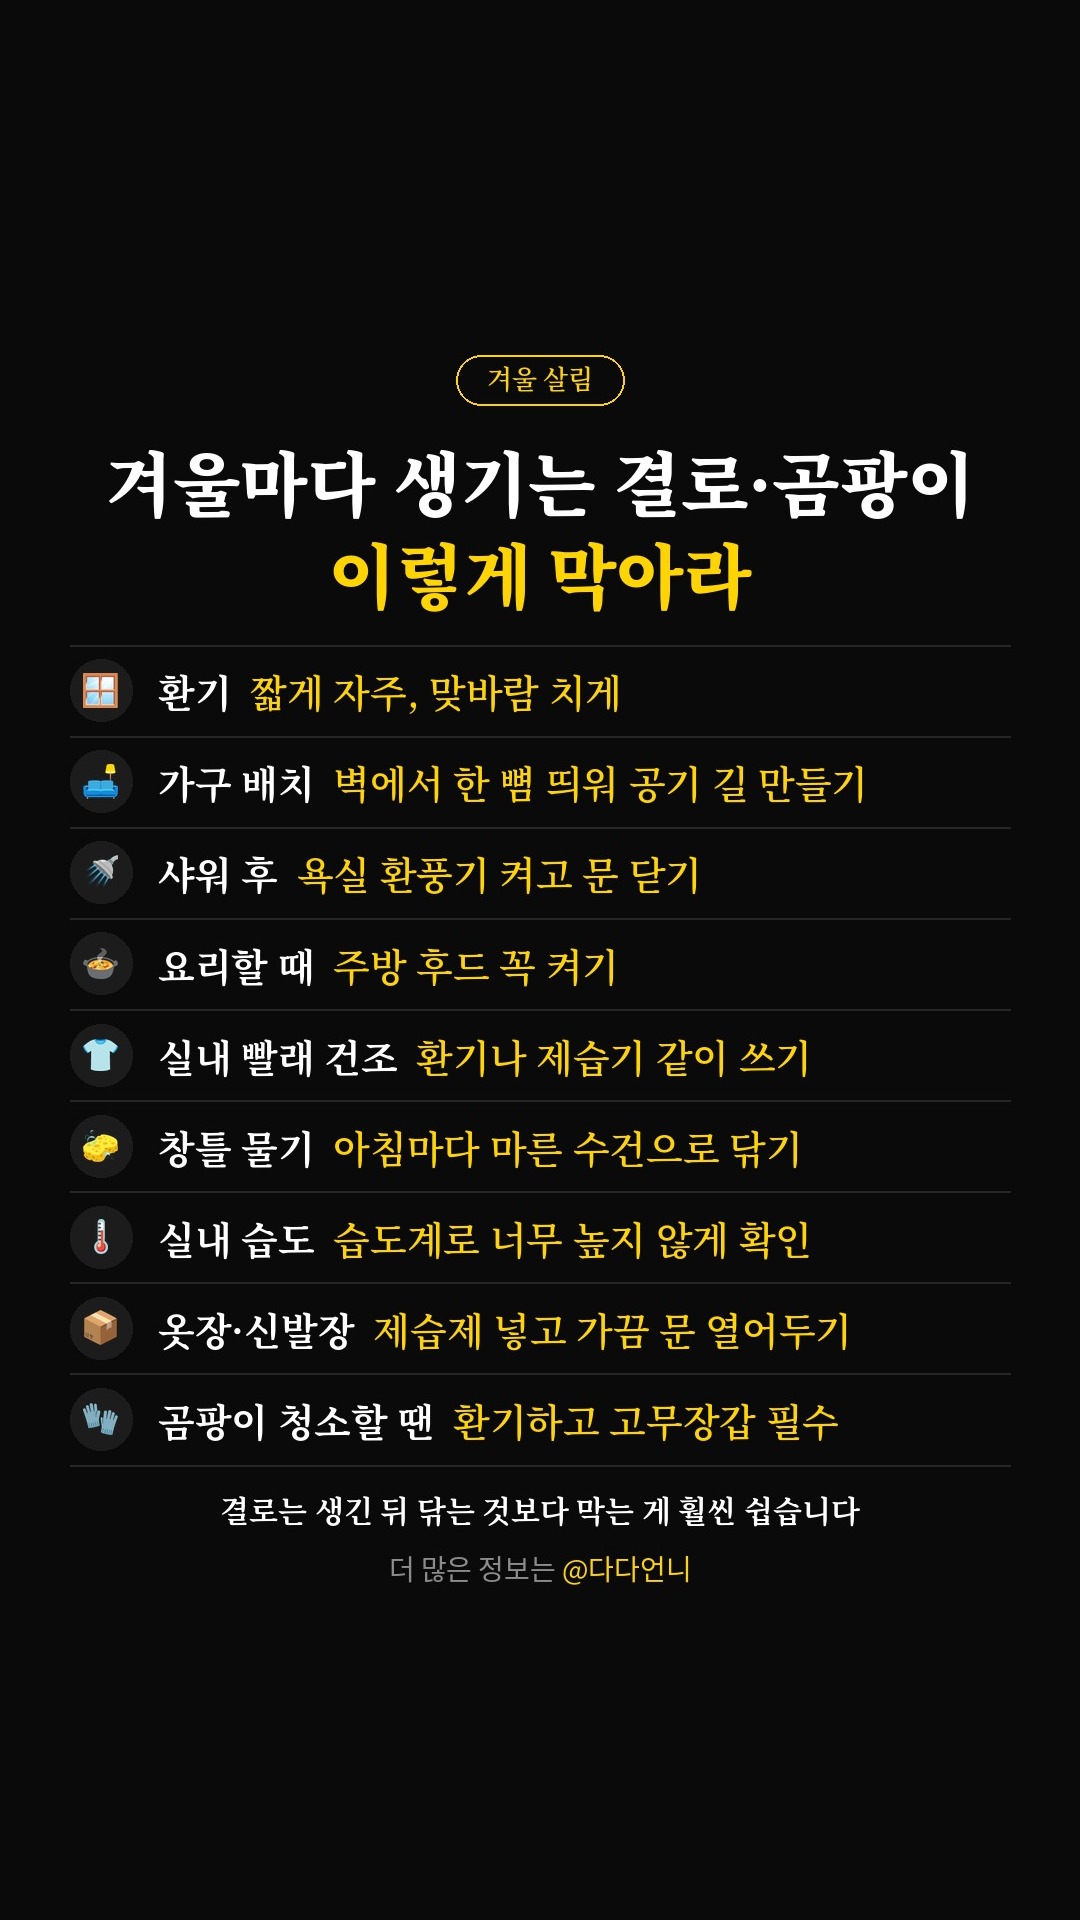 겨울 살림
겨울마다 생기는 결로·곰팡이
이렇게 막아라
환기 짧게 자주, 맞바람 치게
가구 배치 벽에서 한 뼘 띄워 공기 길 만들기
샤워 후 욕실 환풍기 켜고 문 닫기
요리할 때 주방 후드 꼭 켜기
실내 빨래 건조 환기나 제습기 같이 쓰기
창틀 물기 아침마다 마른 수건으로 닦기
실내 습도 습도계로 너무 높지 않게 확인
옷장·신발장 제습제 넣고 가끔 문 열어두기
곰팡이 청소할 땐 환기하고 고무장갑 필수
결로는 생긴 뒤 닦는 것보다 막는 게 훨씬 쉽습니다
더 많은 정보는 @다다언니